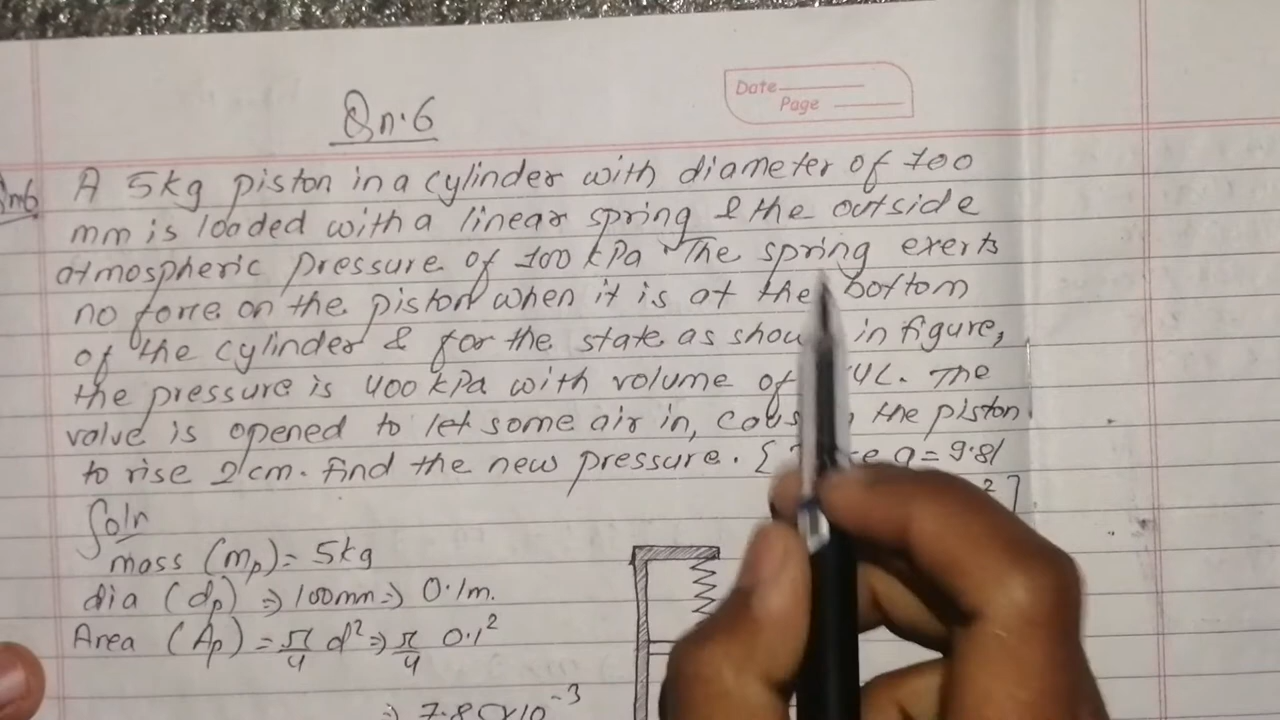 Date
Page
Qn.6
A 5kg piston in a cylinder with diameter of 100
mm is loaded with a linear spring & the outside
atmospheric pressure of 100 kPa. The spring exerts
no force on the piston when it is at the bottom
of the cylinder & for the state as in figure,
the pressure is 400 kPa with volume of The
valve is opened to let some air in, the piston
to rise 2 cm. Find the new pressure. g = 9.81
Soln
mass (mp) = 5kg
dia (dp) ⇒ 100mm ⇒ 0.1m.
Area (Ap) = π/4 d² ⇒ π/4 0.1²